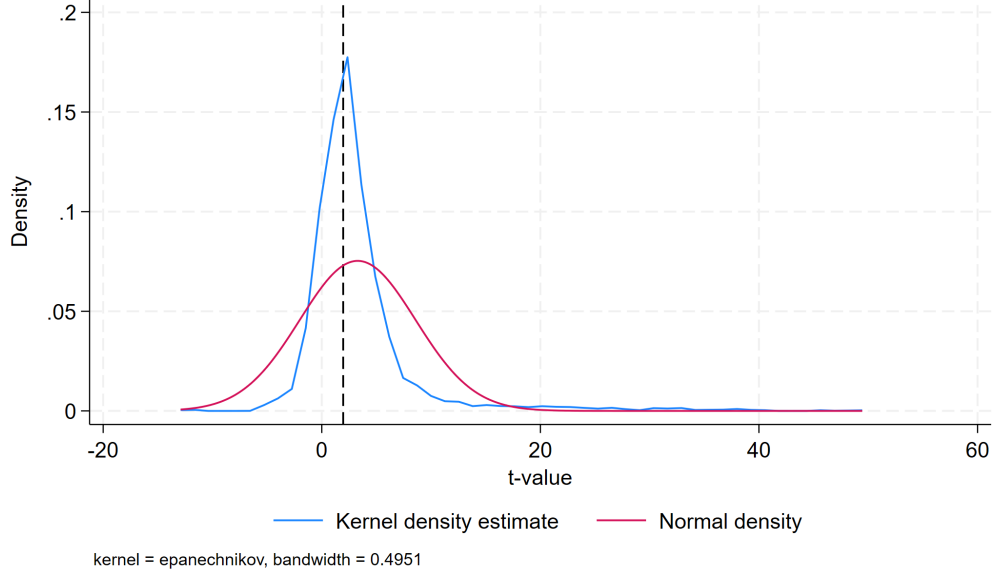 .2
.15
.1
.05
0
Density
-20 0 20 40 60
t-value
Kernel density estimate Normal density
kernel = epanechnikov, bandwidth = 0.4951